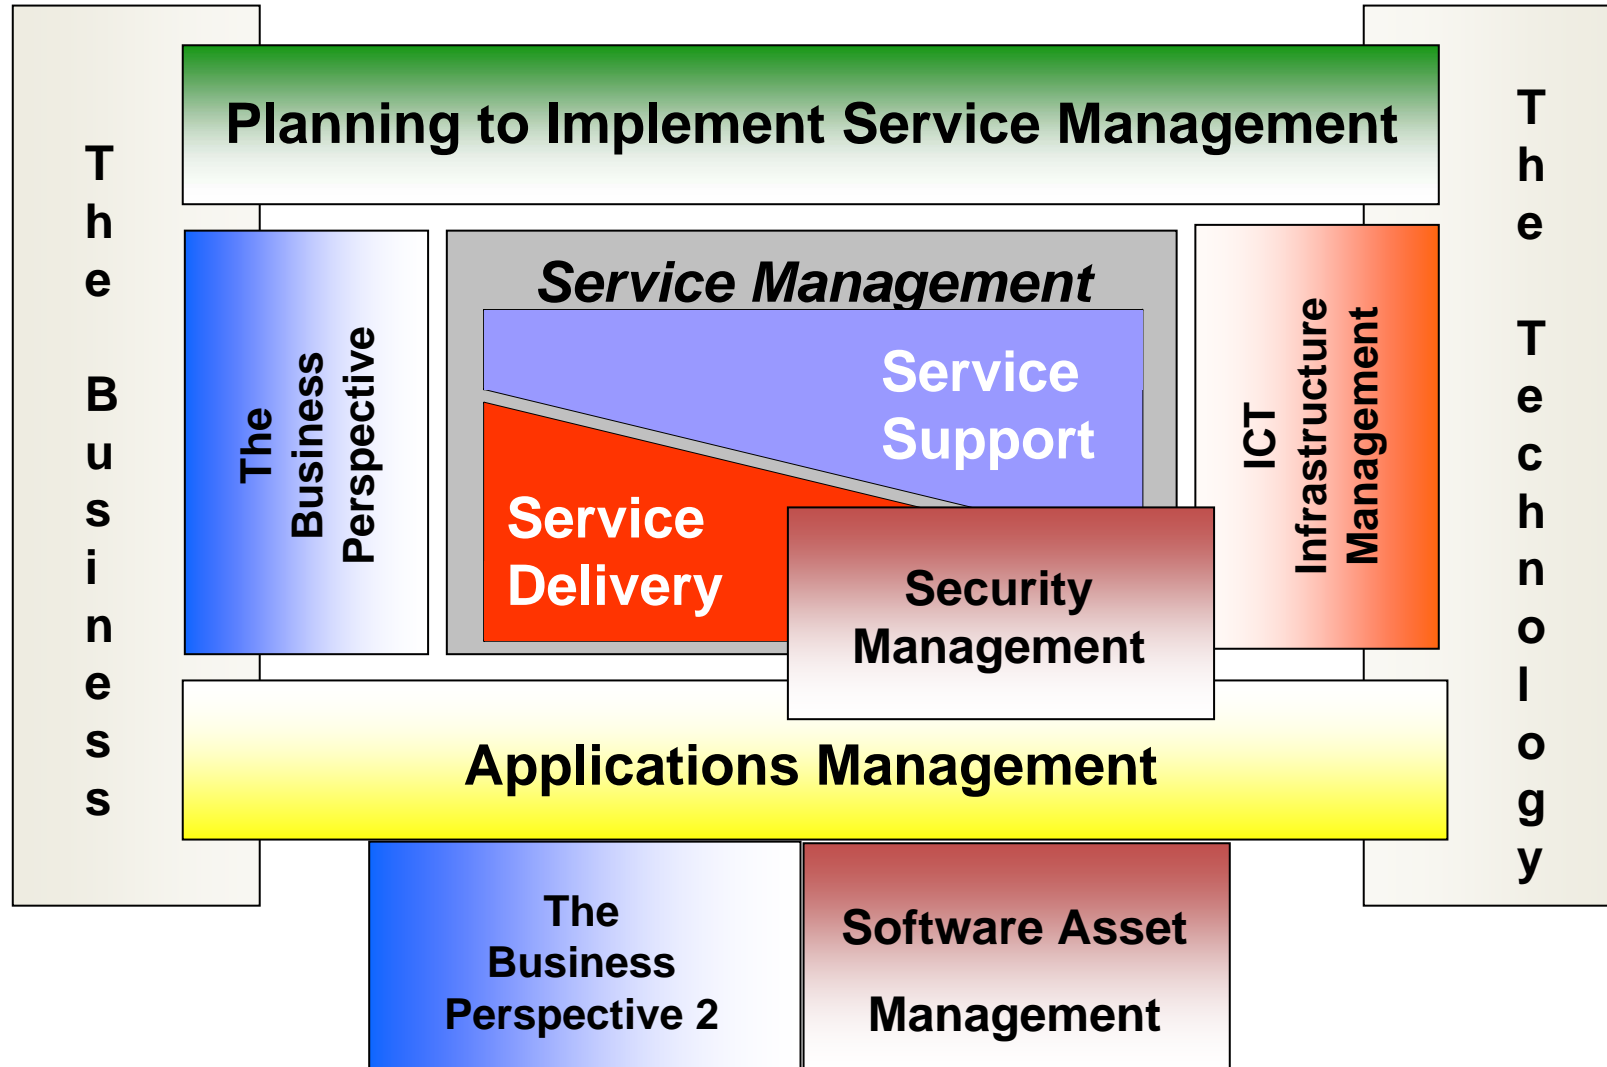 The Business
Planning to Implement Service Management
The Technology
The
Business
Perspective
Service Management
Service
Support
Service
Delivery
Security
Management
ICT
Infrastructure
Management
Applications Management
The
Business
Perspective 2
Software Asset
Management